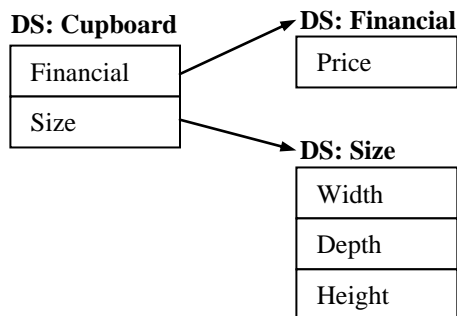 DS: Cupboard
Financial
Size
DS: Financial
Price
DS: Size
Width
Depth
Height